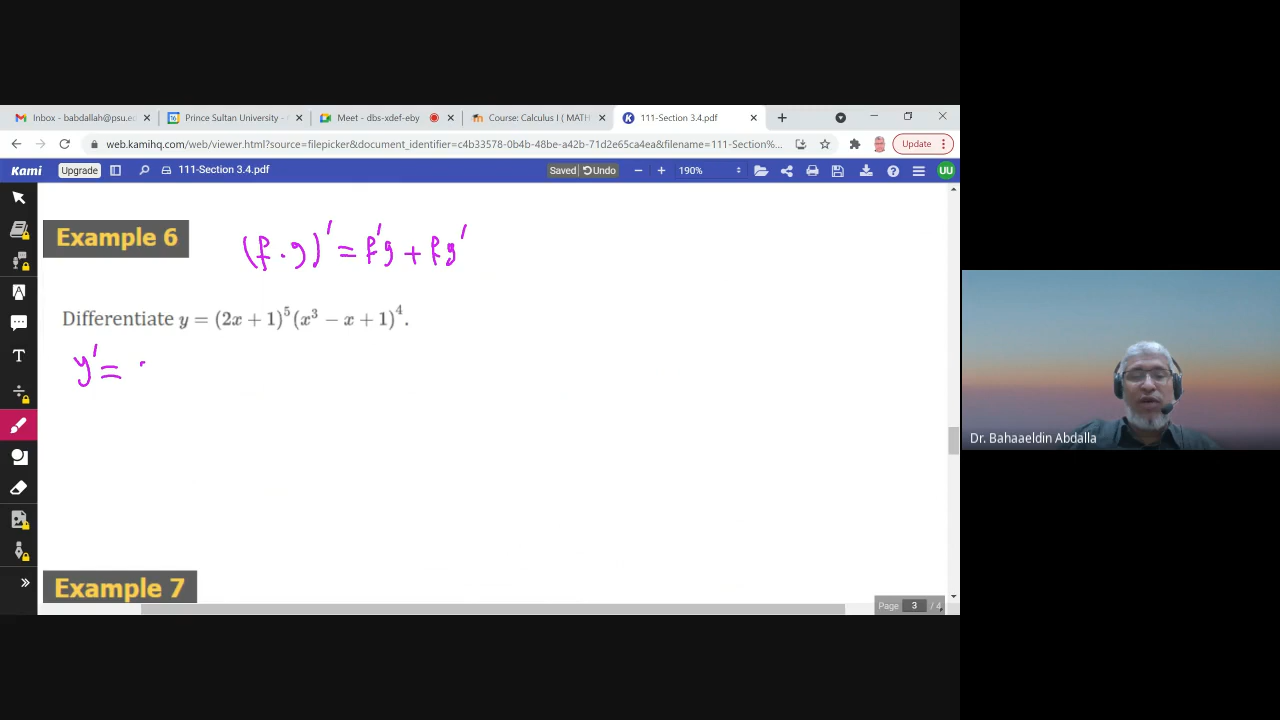 Inbox - babdallah@psu.ed
Prince Sultan University -
Meet - dbs-xdef-eby
Course: Calculus I ( MATH
111-Section 3.4.pdf
web.kamihq.com/web/viewer.html?source=filepicker&document_identifier=c4b33578-0b4b-48be-a42b-71d2e65ca4ea&filename=111-Section%...
Update
Kami
Upgrade
111-Section 3.4.pdf
Saved
Undo
190%
UU
Example 6
(f · g)' = f'g + fg'
Differentiate y = (2x + 1)⁵(x³ − x + 1)⁴.
y' =
Example 7
Page 3 / 4
Dr. Bahaaeldin Abdalla